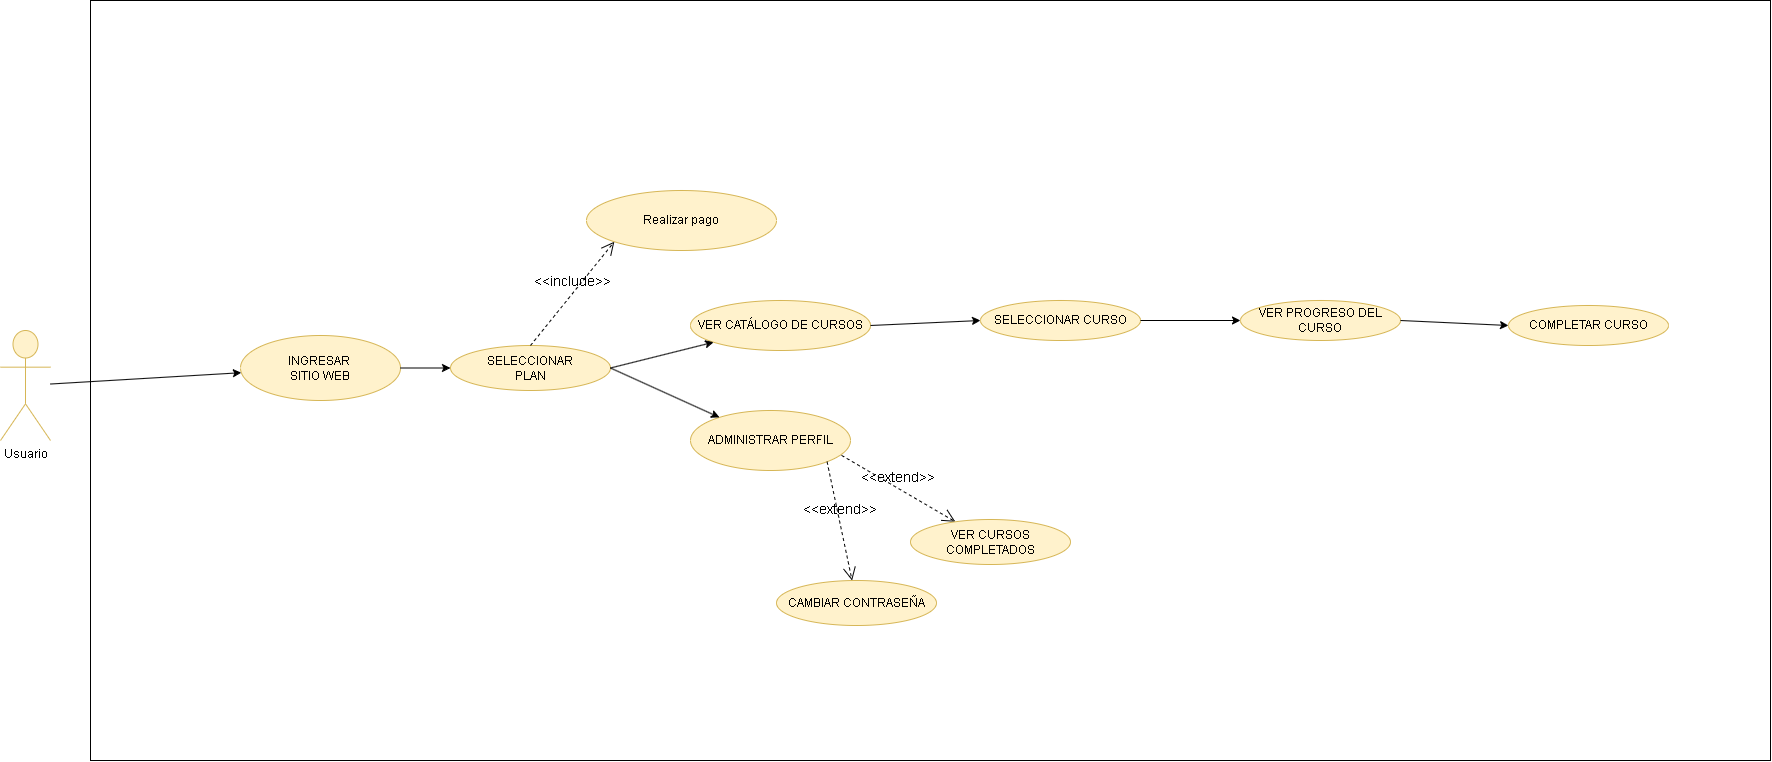 Realizar pago
<<include>>
VER CATÁLOGO DE CURSOS
SELECCIONAR CURSO
VER PROGRESO DEL
CURSO
COMPLETAR CURSO
INGRESAR
SITIO WEB
SELECCIONAR
PLAN
Usuario
ADMINISTRAR PERFIL
<<extend>>
<<extend>>
VER CURSOS
COMPLETADOS
CAMBIAR CONTRASEÑA